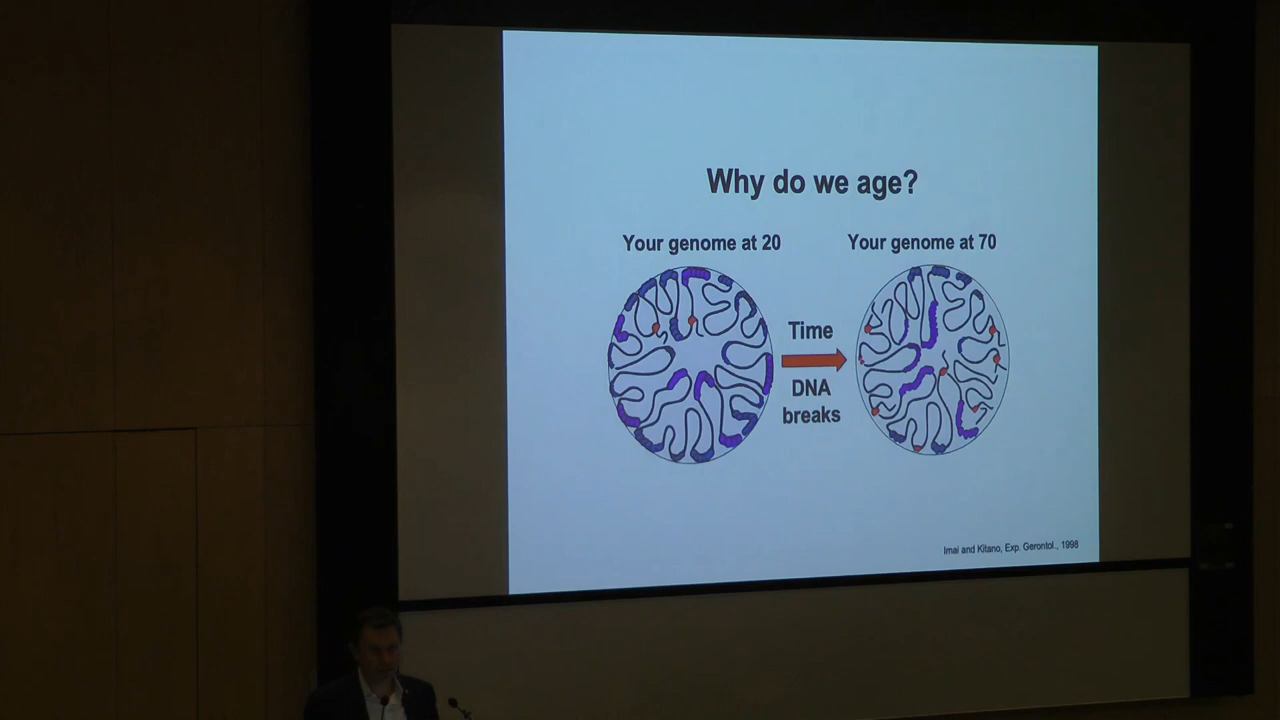 Why do we age?
Your genome at 20
Your genome at 70
Time
DNA
breaks
Imai and Kitano, Exp. Gerontol., 1998